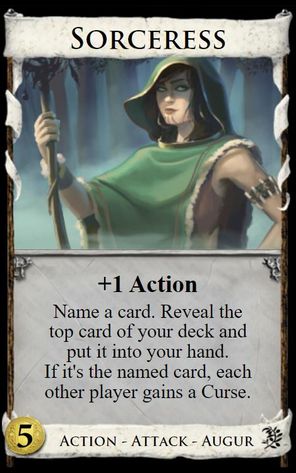 SORCERESS
+1 Action
Name a card. Reveal the
top card of your deck and
put it into your hand.
If it's the named card, each
other player gains a Curse.
5
ACTION - ATTACK - AUGUR